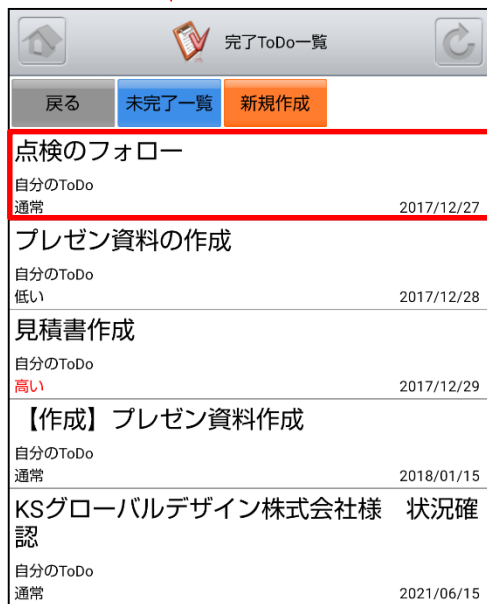 完了ToDo一覧
戻る 未完了一覧 新規作成
点検のフォロー
自分のToDo
通常 2017/12/27
プレゼン資料の作成
自分のToDo
低い 2017/12/28
見積書作成
自分のToDo
高い 2017/12/29
【作成】プレゼン資料作成
自分のToDo
通常 2018/01/15
KSグローバルデザイン株式会社様　状況確
認
自分のToDo
通常 2021/06/15